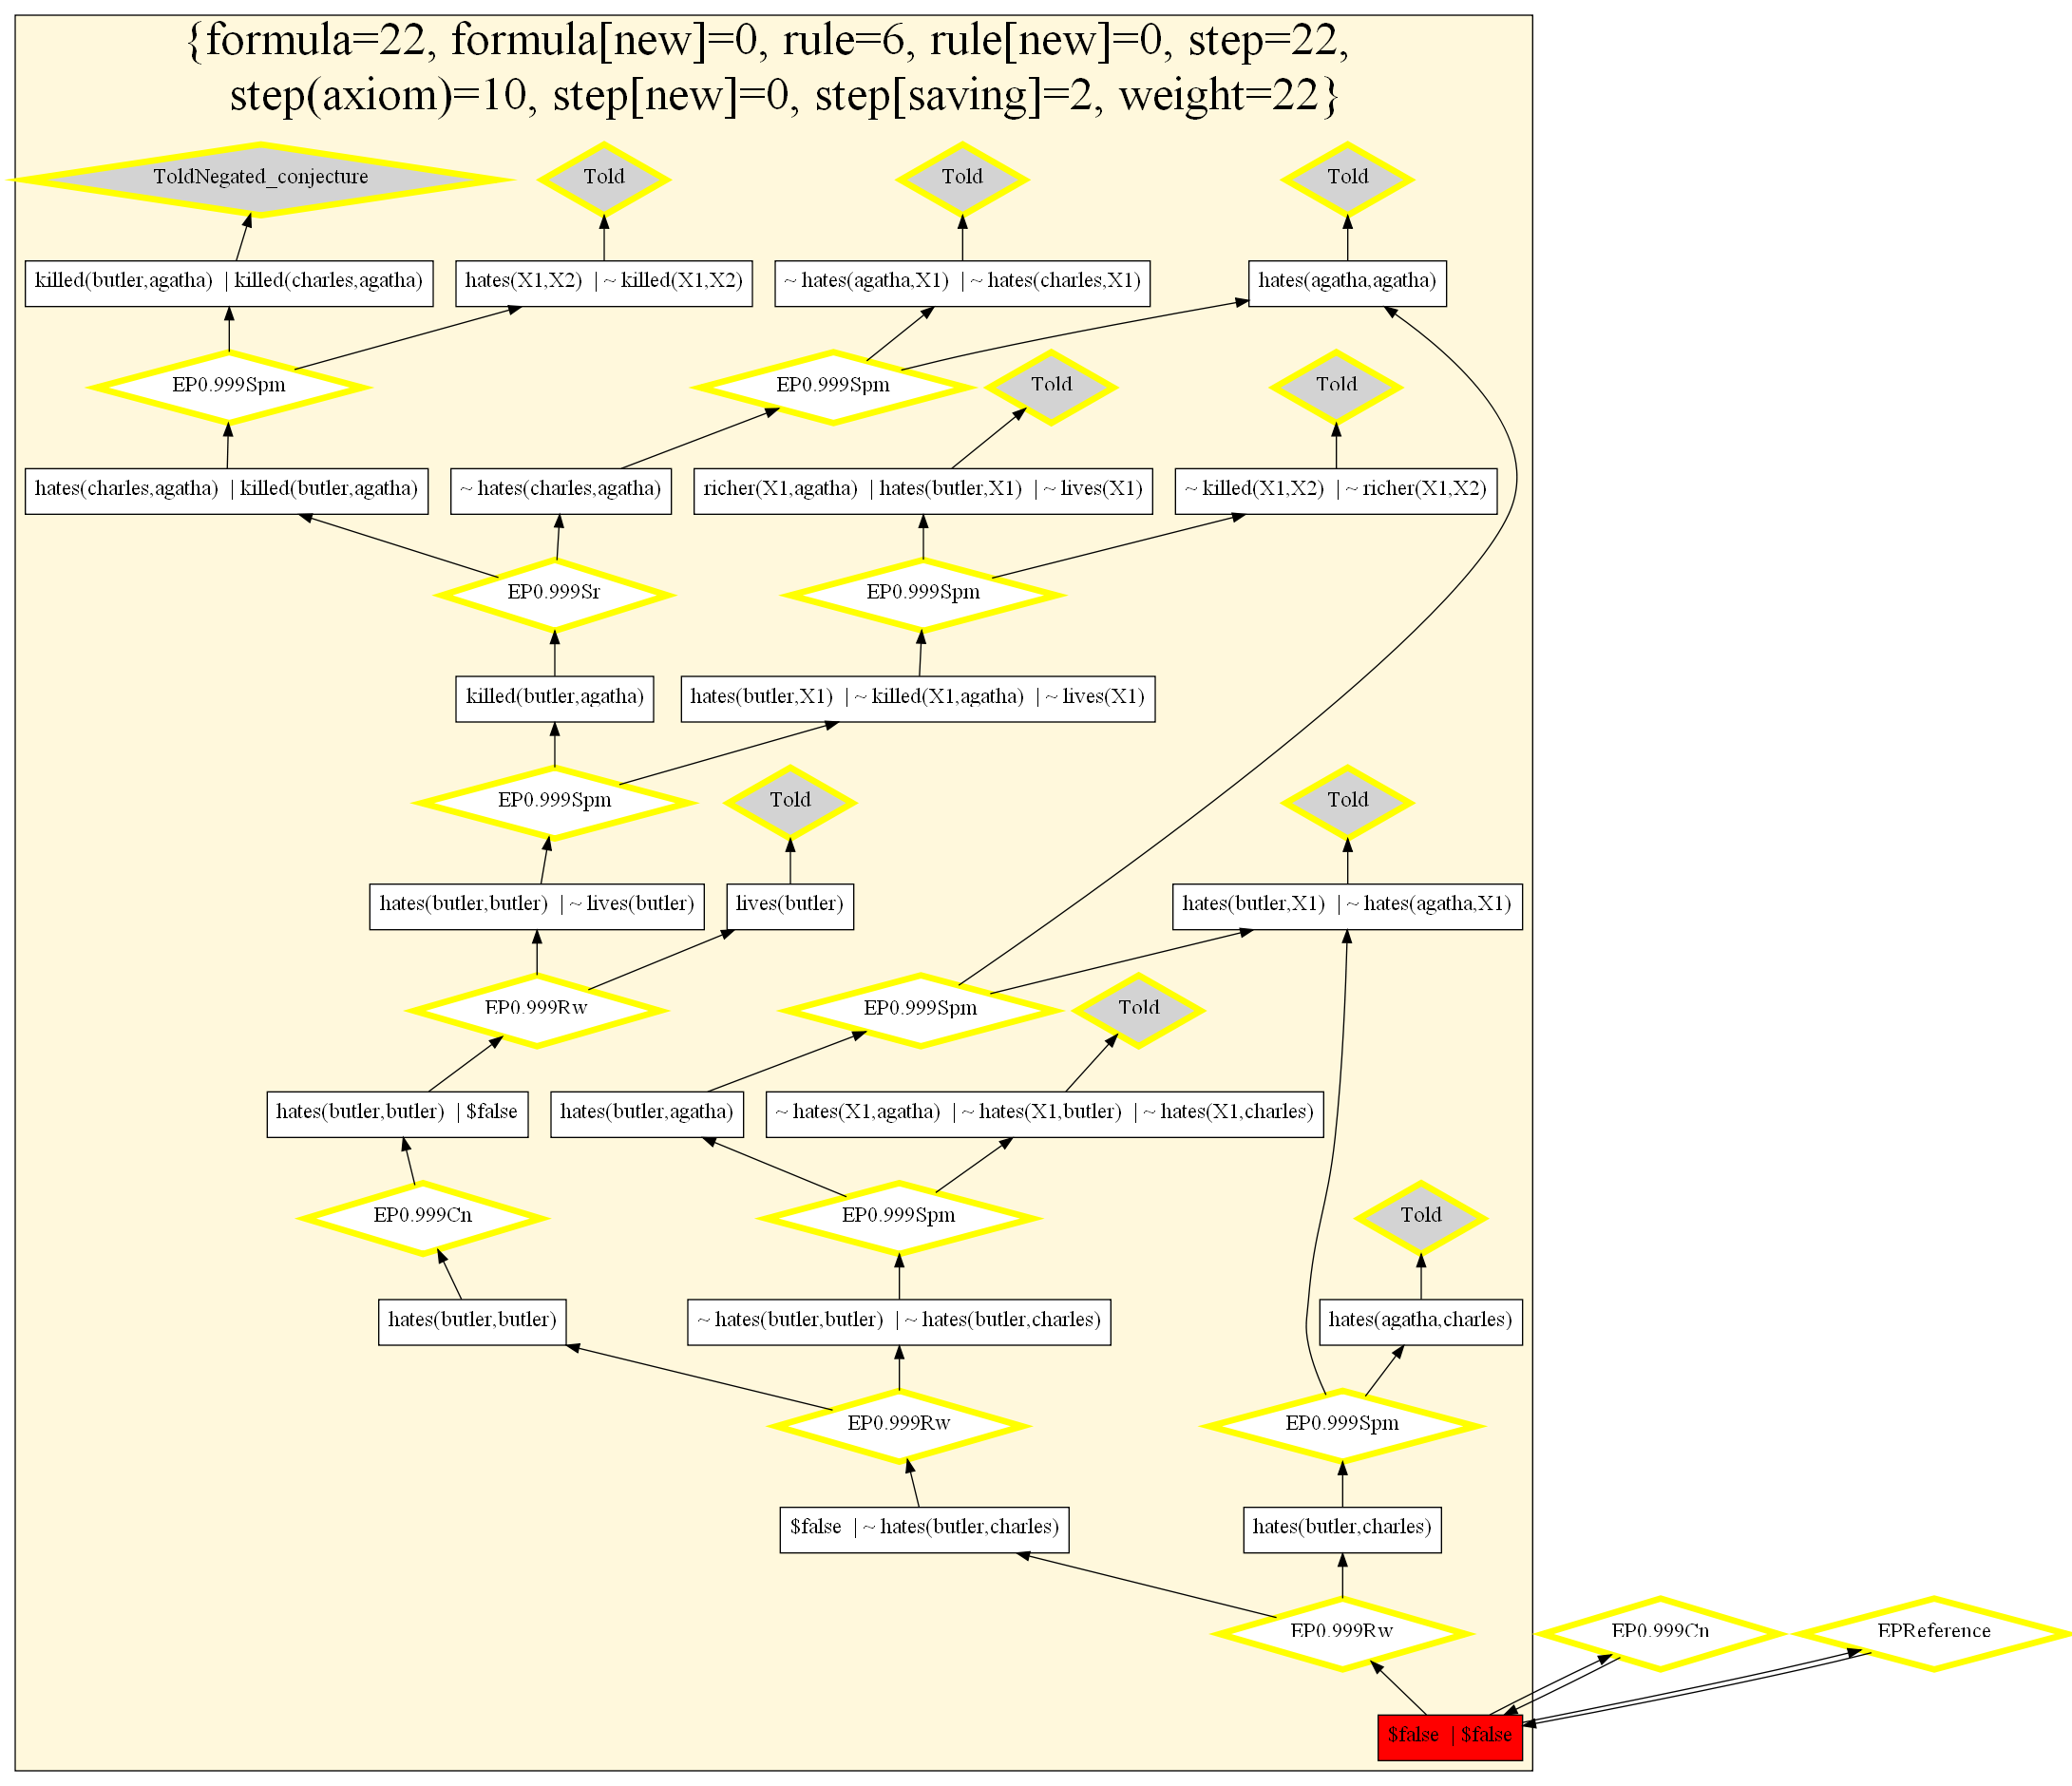 {formula=22, formula[new]=0, rule=6, rule[new]=0, step=22,
step(axiom)=10, step[new]=0, step[saving]=2, weight=22}
ToldNegated_conjecture
Told
Told
Told
killed(butler,agatha) | killed(charles,agatha)
hates(X1,X2) | ~ killed(X1,X2)
~ hates(agatha,X1) | ~ hates(charles,X1)
hates(agatha,agatha)
EP0.999Spm
EP0.999Spm
Told
Told
hates(charles,agatha) | killed(butler,agatha)
~ hates(charles,agatha)
richer(X1,agatha) | hates(butler,X1) | ~ lives(X1)
~ killed(X1,X2) | ~ richer(X1,X2)
EP0.999Sr
EP0.999Spm
killed(butler,agatha)
hates(butler,X1) | ~ killed(X1,agatha) | ~ lives(X1)
EP0.999Spm
Told
Told
hates(butler,butler) | ~ lives(butler)
lives(butler)
hates(butler,X1) | ~ hates(agatha,X1)
EP0.999Rw
EP0.999Spm
Told
hates(butler,butler) | $false
hates(butler,agatha)
~ hates(X1,agatha) | ~ hates(X1,butler) | ~ hates(X1,charles)
EP0.999Cn
EP0.999Spm
Told
hates(butler,butler)
~ hates(butler,butler) | ~ hates(butler,charles)
hates(agatha,charles)
EP0.999Rw
EP0.999Spm
$false | ~ hates(butler,charles)
hates(butler,charles)
EP0.999Rw
EP0.999Cn
EPReference
$false | $false